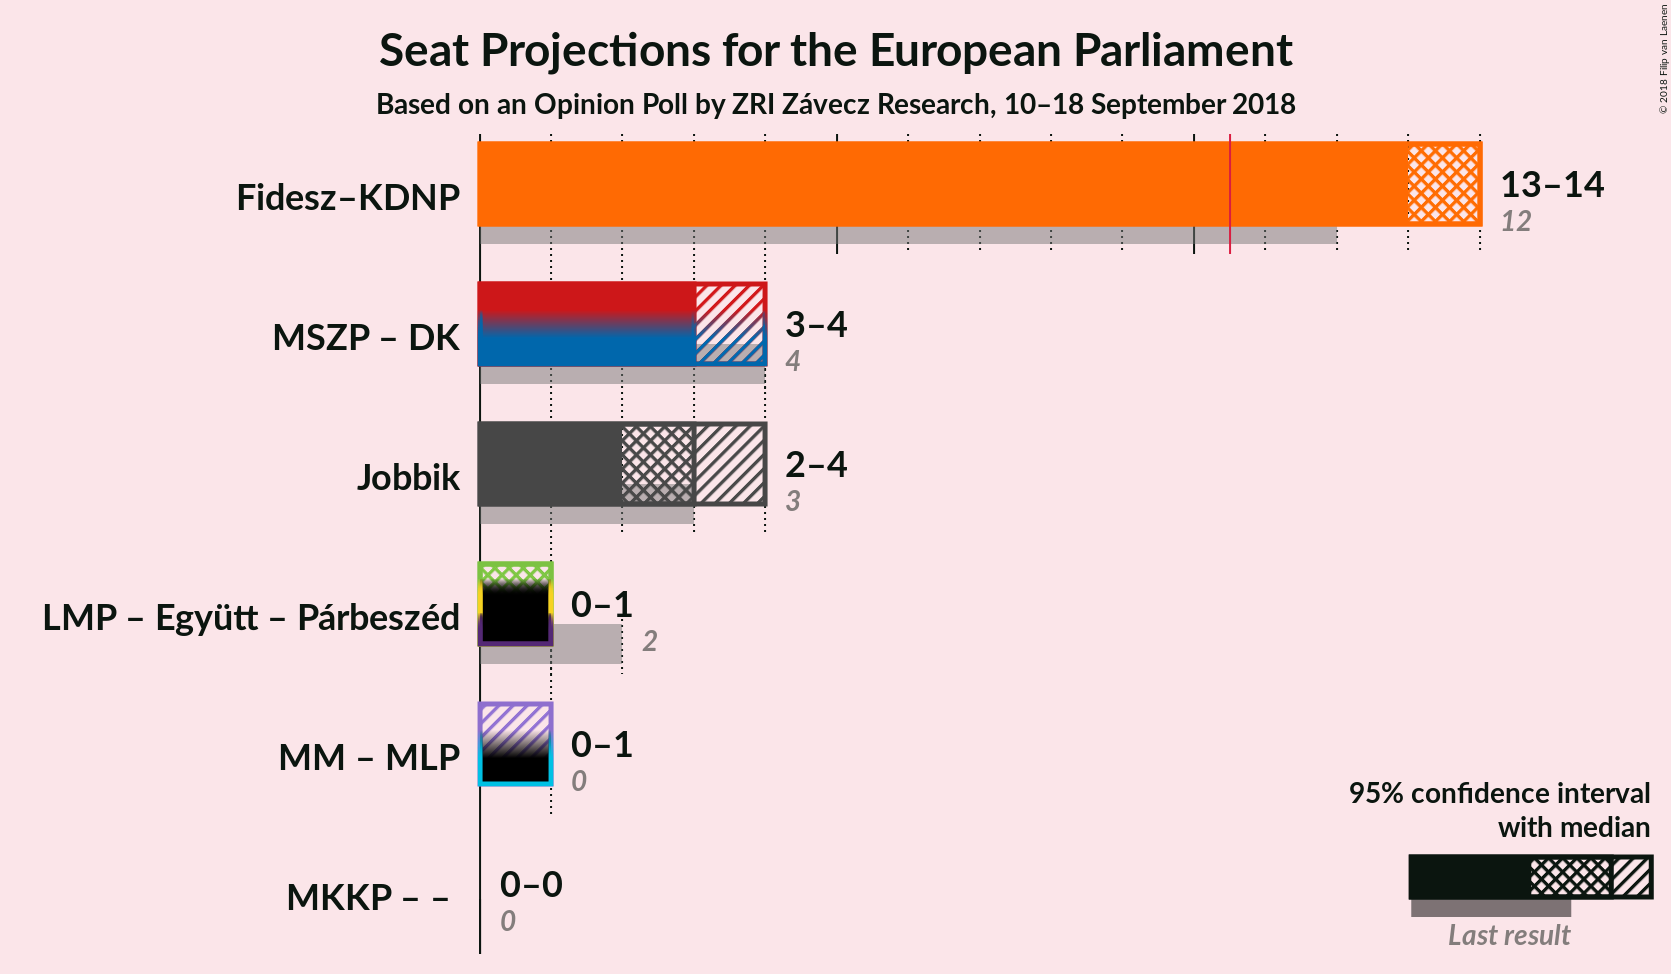 Seat Projections for the European Parliament
Based on an Opinion Poll by ZRI Závecz Research, 10–18 September 2018
© 2018 Filip van Laenen
Fidesz–KDNP
13–14
12
MSZP – DK
3–4
4
Jobbik
2–4
3
LMP – Együtt – Párbeszéd
0–1
2
MM – MLP
0–1
0
MKKP – –
0–0
0
95% confidence interval
with median
Last result